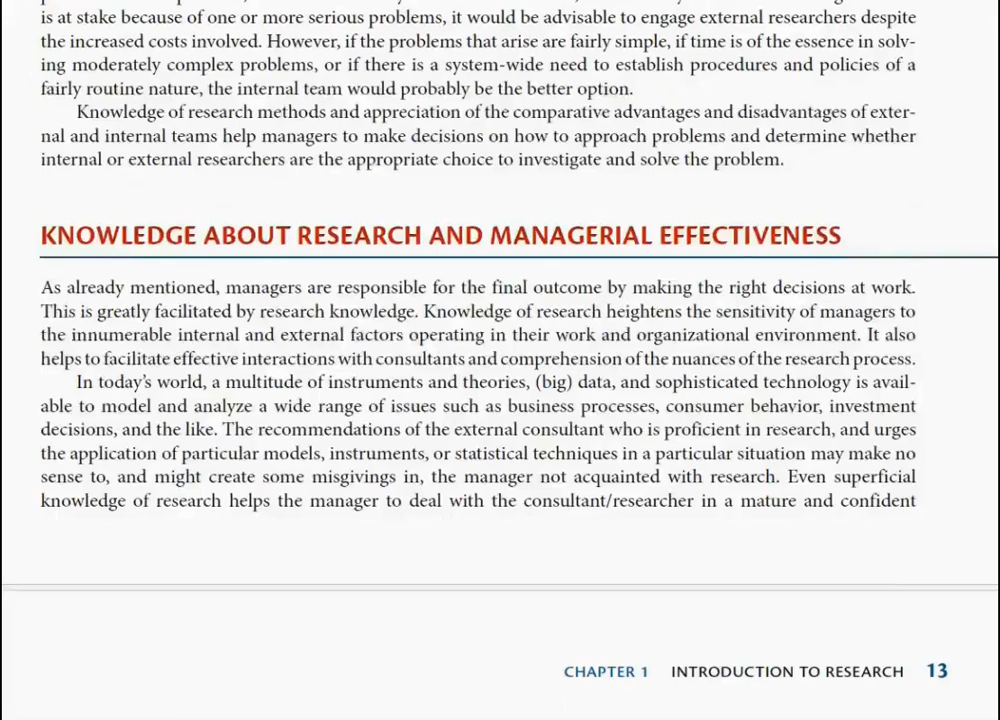 is at stake because of one or more serious problems, it would be advisable to engage external researchers despite
the increased costs involved. However, if the problems that arise are fairly simple, if time is of the essence in solv-
ing moderately complex problems, or if there is a system-wide need to establish procedures and policies of a
fairly routine nature, the internal team would probably be the better option.
Knowledge of research methods and appreciation of the comparative advantages and disadvantages of exter-
nal and internal teams help managers to make decisions on how to approach problems and determine whether
internal or external researchers are the appropriate choice to investigate and solve the problem.
KNOWLEDGE ABOUT RESEARCH AND MANAGERIAL EFFECTIVENESS
As already mentioned, managers are responsible for the final outcome by making the right decisions at work.
This is greatly facilitated by research knowledge. Knowledge of research heightens the sensitivity of managers to
the innumerable internal and external factors operating in their work and organizational environment. It also
helps to facilitate effective interactions with consultants and comprehension of the nuances of the research process.
In today's world, a multitude of instruments and theories, (big) data, and sophisticated technology is avail-
able to model and analyze a wide range of issues such as business processes, consumer behavior, investment
decisions, and the like. The recommendations of the external consultant who is proficient in research, and urges
the application of particular models, instruments, or statistical techniques in a particular situation may make no
sense to, and might create some misgivings in, the manager not acquainted with research. Even superficial
knowledge of research helps the manager to deal with the consultant/researcher in a mature and confident
CHAPTER 1 INTRODUCTION TO RESEARCH 13